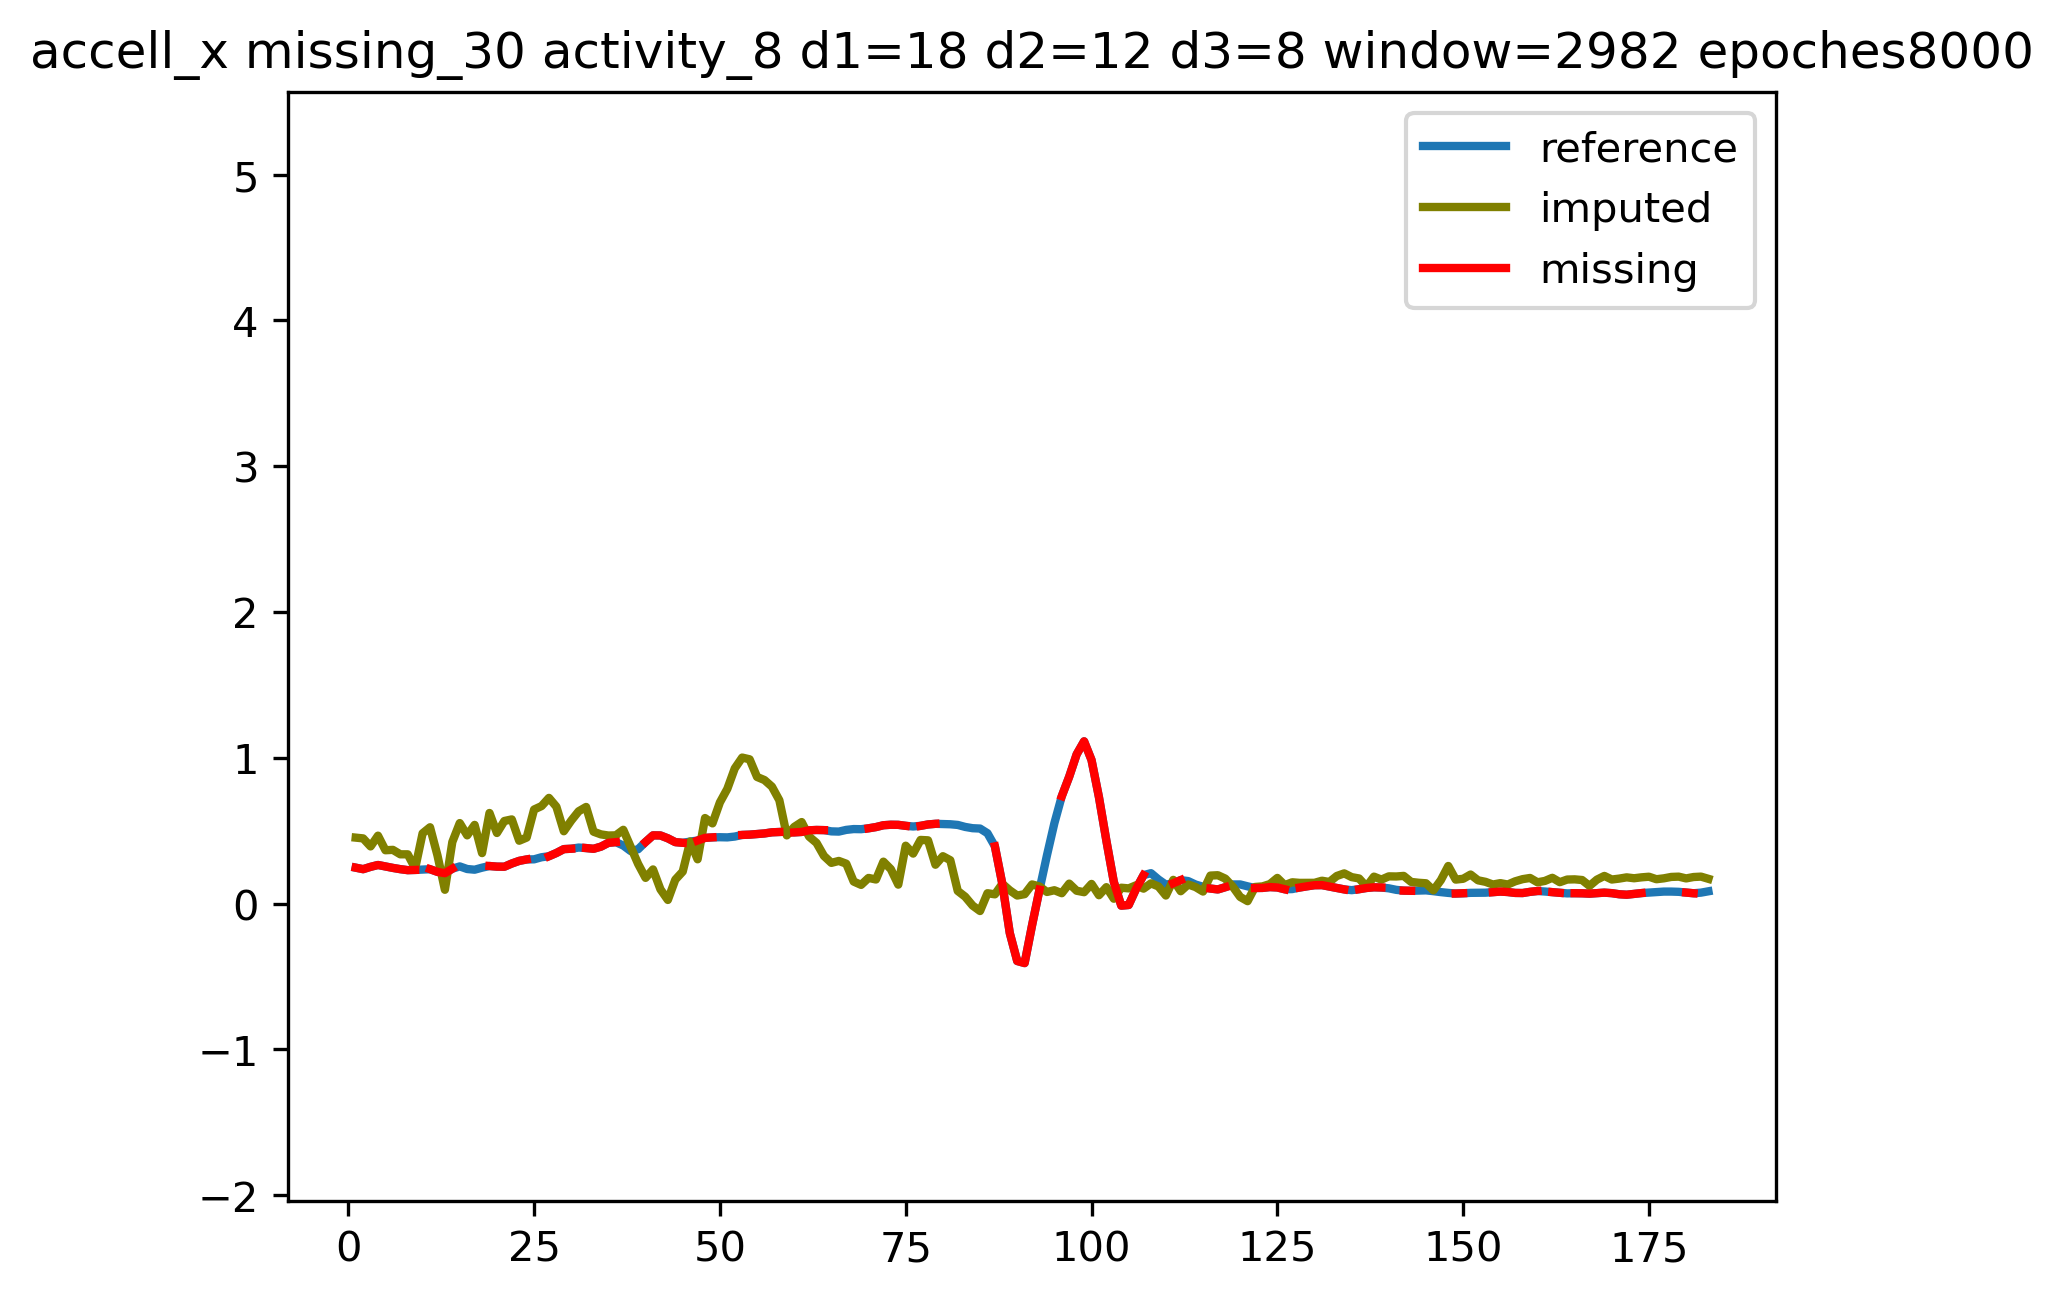 accell_x missing_30 activity_8 d1=18 d2=12 d3=8 window=2982 epoches8000
reference
imputed
missing
5
4
3
2
1
0
−1
−2
0 25 50 75 100 125 150 175